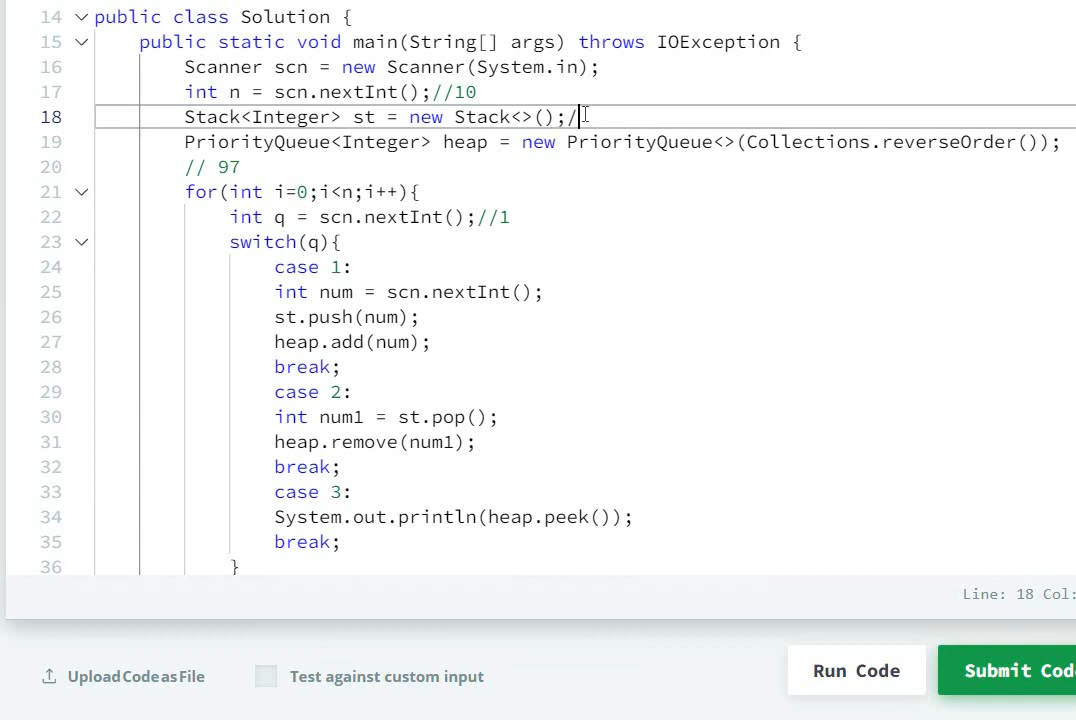 14 public class Solution {
15 public static void main(String[] args) throws IOException {
16 Scanner scn = new Scanner(System.in);
17 int n = scn.nextInt();//10
18 Stack<Integer> st = new Stack<>();/
19 PriorityQueue<Integer> heap = new PriorityQueue<>(Collections.reverseOrder());
20 // 97
21 for(int i=0;i<n;i++){
22 int q = scn.nextInt();//1
23 switch(q){
24 case 1:
25 int num = scn.nextInt();
26 st.push(num);
27 heap.add(num);
28 break;
29 case 2:
30 int num1 = st.pop();
31 heap.remove(num1);
32 break;
33 case 3:
34 System.out.println(heap.peek());
35 break;
36 }
Line: 18 Col:
Upload Code as File
Test against custom input
Run Code
Submit Cod